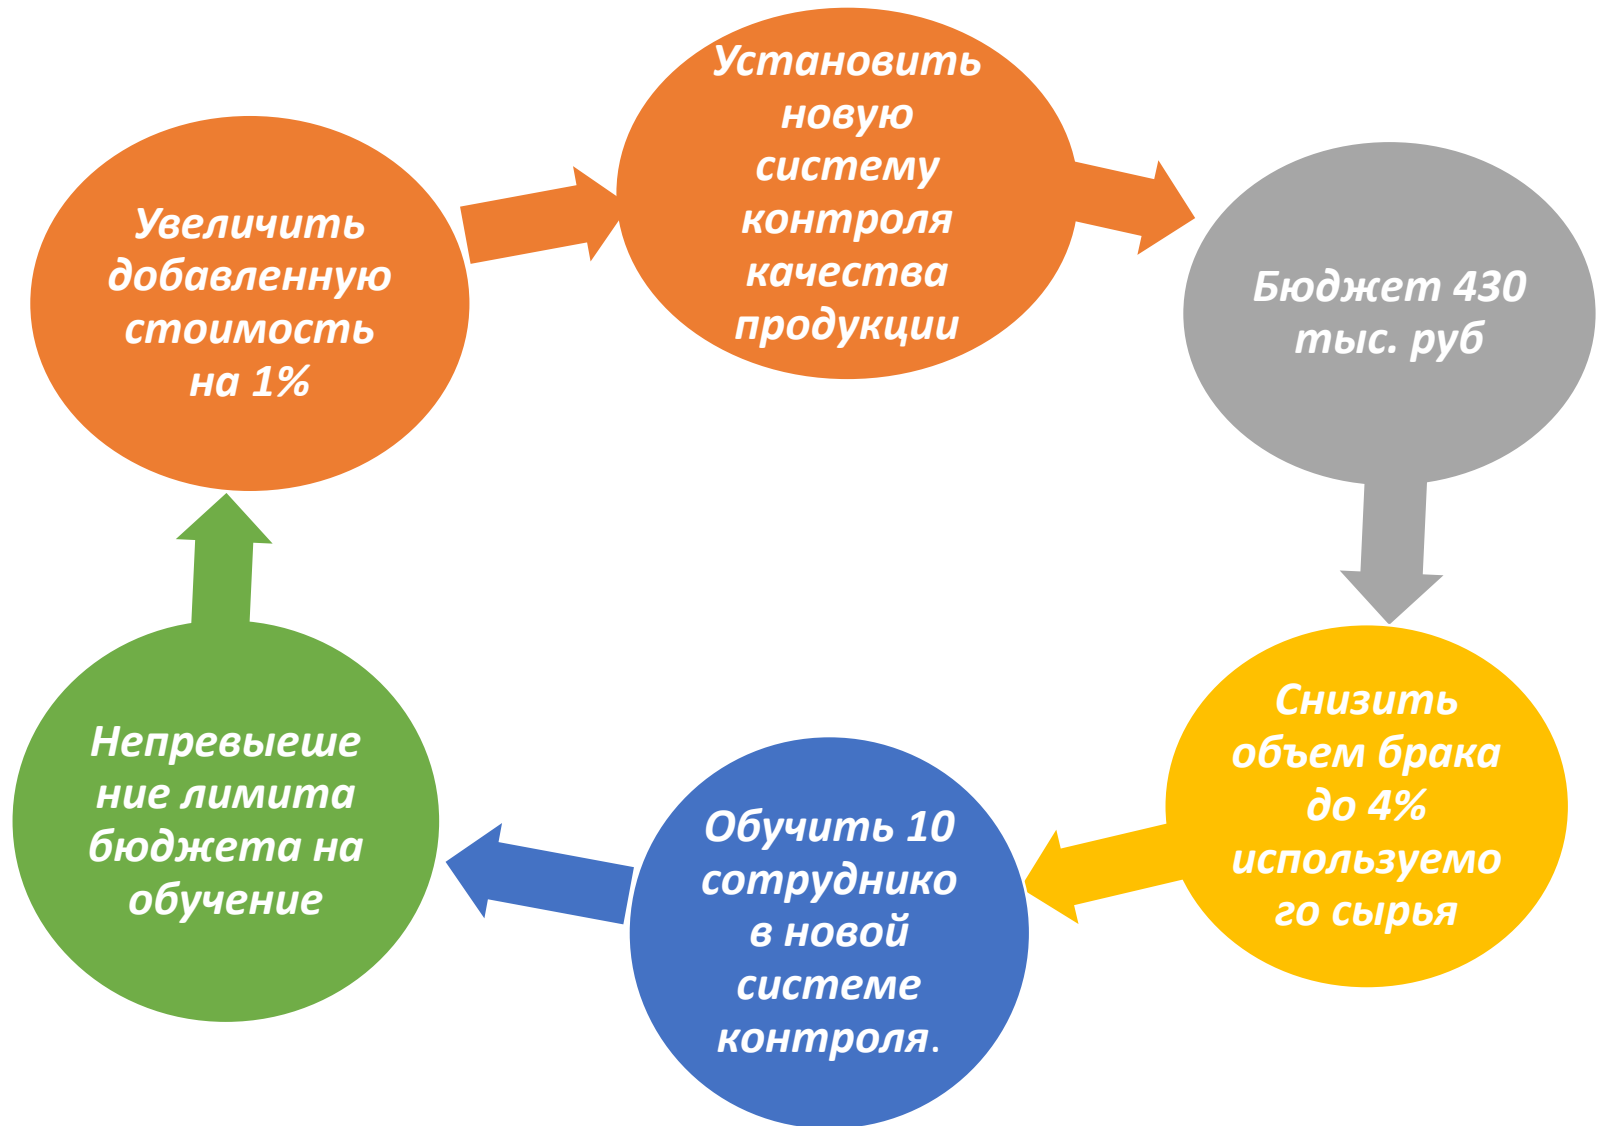 Установить
новую
систему
контроля
качества
продукции
Бюджет 430
тыс. руб
Снизить
объем брака
до 4%
используемо
го сырья
Обучить 10
сотруднико
в новой
системе
контроля.
Непревыеше
ние лимита
бюджета на
обучение
Увеличить
добавленную
стоимость
на 1%